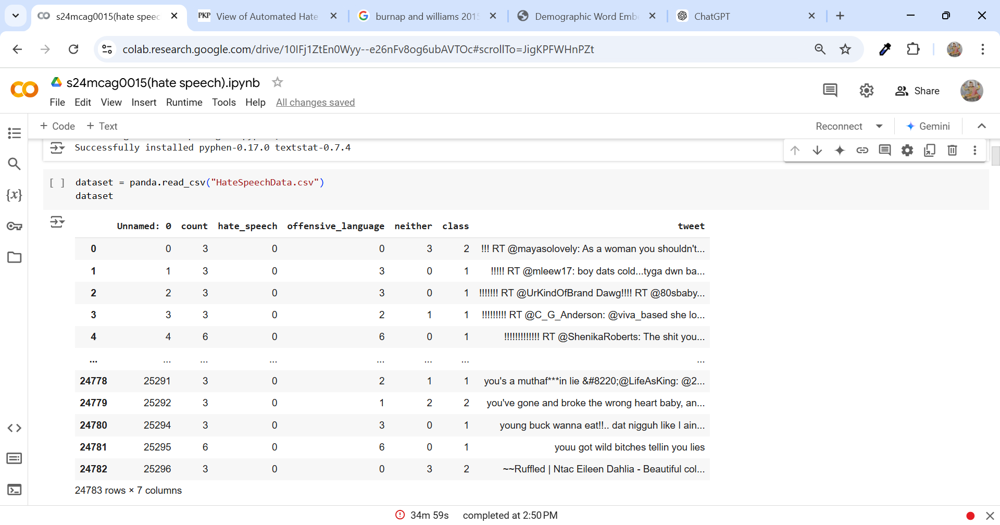 s24mcag0015(hate speec
PKP View of Automated Hate
burnap and williams 201
Demographic Word Emb
ChatGPT
colab.research.google.com/drive/10IFj1ZtEn0Wyy--e26nFv8og6ubAVTOc#scrollTo=JigKPFWHnPZt
s24mcag0015(hate speech).ipynb
Share
File Edit View Insert Runtime Tools Help All changes saved
+ Code + Text
Reconnect
Gemini
Successfully installed pyphen-0.17.0 textstat-0.7.4
{x}
[ ] dataset = panda.read_csv("HateSpeechData.csv")
dataset
Unnamed: 0 count hate_speech offensive_language neither class tweet
0 0 3 0 0 3 2 !!! RT @mayasolovely: As a woman you shouldn't...
1 1 3 0 3 0 1 !!!!! RT @mleew17: boy dats cold...tyga dwn ba...
2 2 3 0 3 0 1 !!!!!!! RT @UrKindOfBrand Dawg!!!! RT @80sbaby...
3 3 3 0 2 1 1 !!!!!!!!! RT @C_G_Anderson: @viva_based she lo...
4 4 6 0 6 0 1 !!!!!!!!!!!!! RT @ShenikaRoberts: The shit you...
... ... ... ... ... ... ... ...
24778 25291 3 0 2 1 1 you's a muthaf***in lie &#8220;@LifeAsKing: @2...
24779 25292 3 0 1 2 2 you've gone and broke the wrong heart baby, an...
24780 25294 3 0 3 0 1 young buck wanna eat!!.. dat nigguh like I ain...
24781 25295 6 0 6 0 1 youu got wild bitches tellin you lies
24782 25296 3 0 0 3 2 ~~Ruffled | Ntac Eileen Dahlia - Beautiful col...
24783 rows × 7 columns
34m 59s completed at 2:50 PM